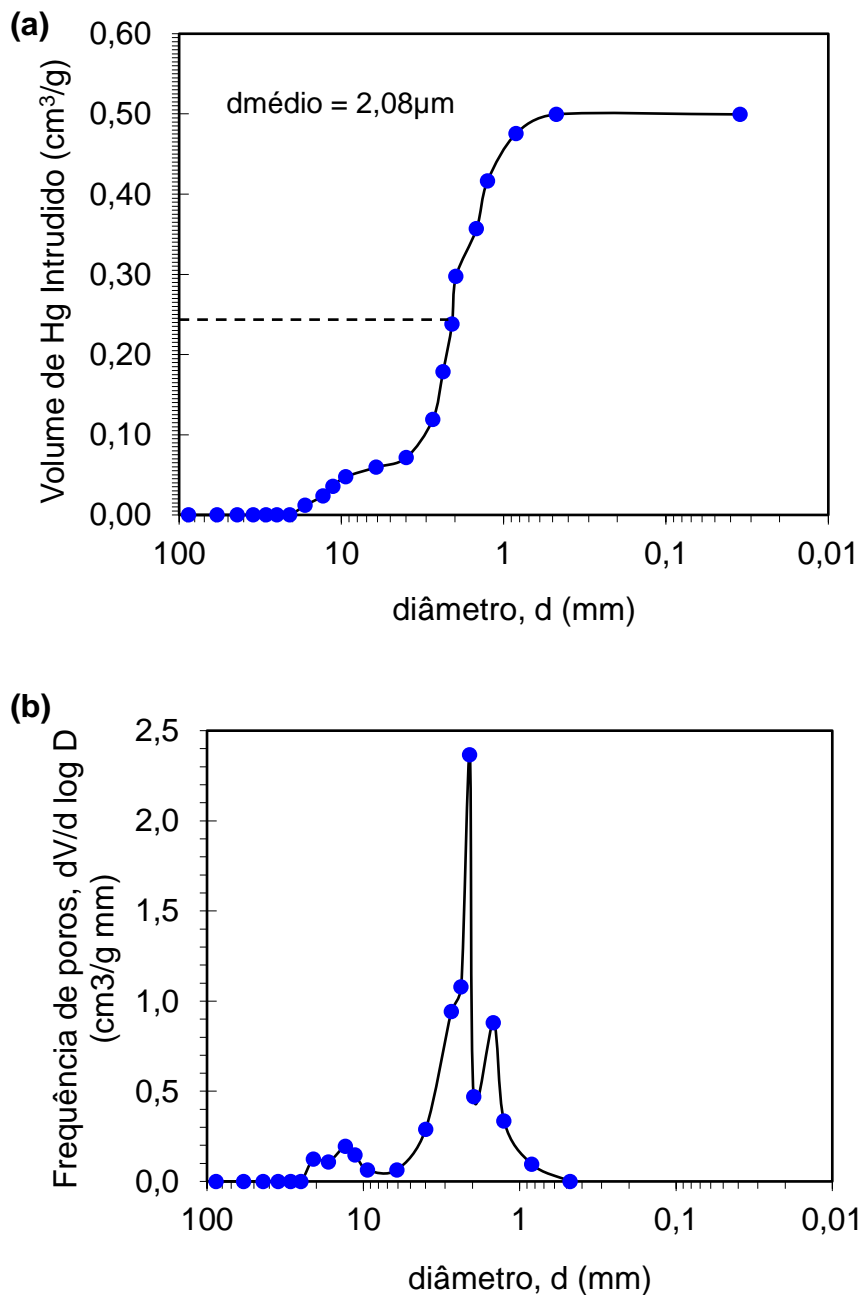 (a)
0,60
0,50
0,40
0,30
0,20
0,10
0,00
Volume de Hg Intrudido (cm³/g)
dmédio = 2,08µm
100 10 1 0,1 0,01
diâmetro, d (mm)
(b)
2,5
2,0
1,5
1,0
0,5
0,0
Frequência de poros, dV/d log D
(cm3/g mm)
100 10 1 0,1 0,01
diâmetro, d (mm)